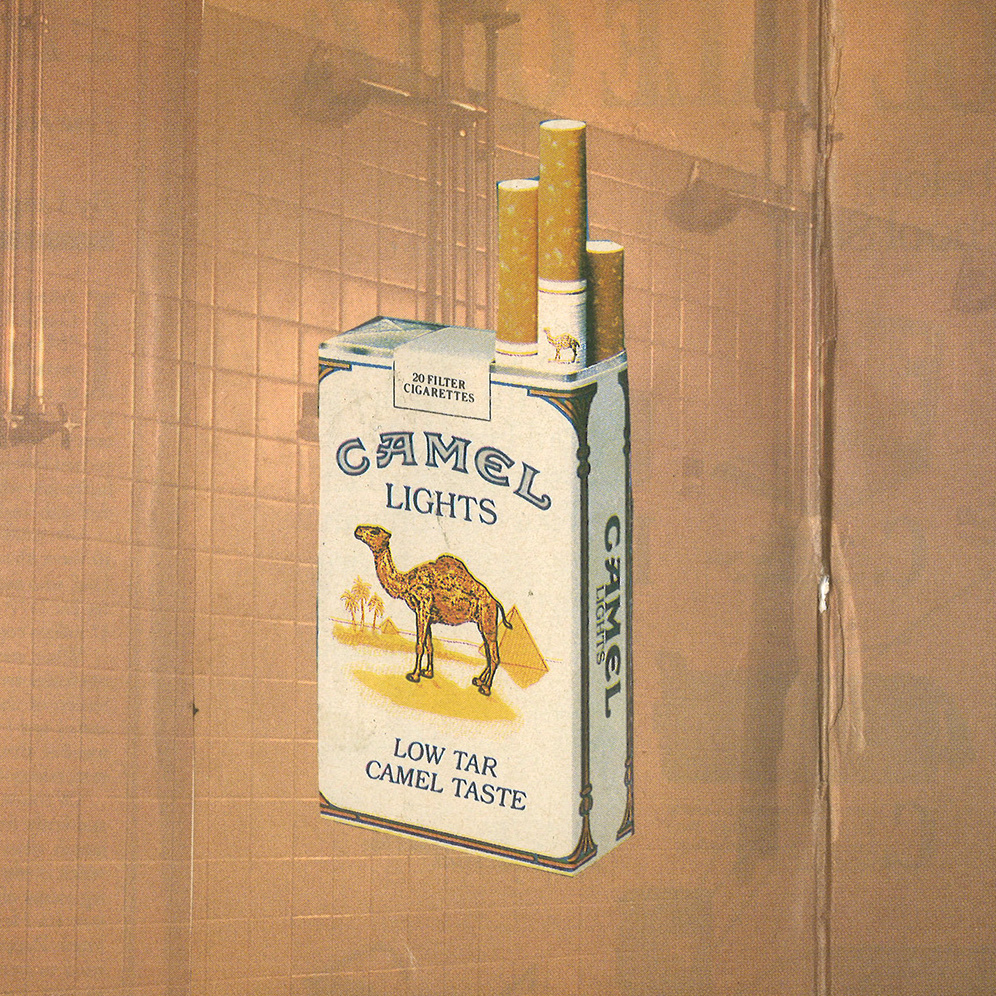 20 FILTER
CIGARETTES
CAMEL
LIGHTS
LOW TAR
CAMEL TASTE
CAMEL
LIGHTS